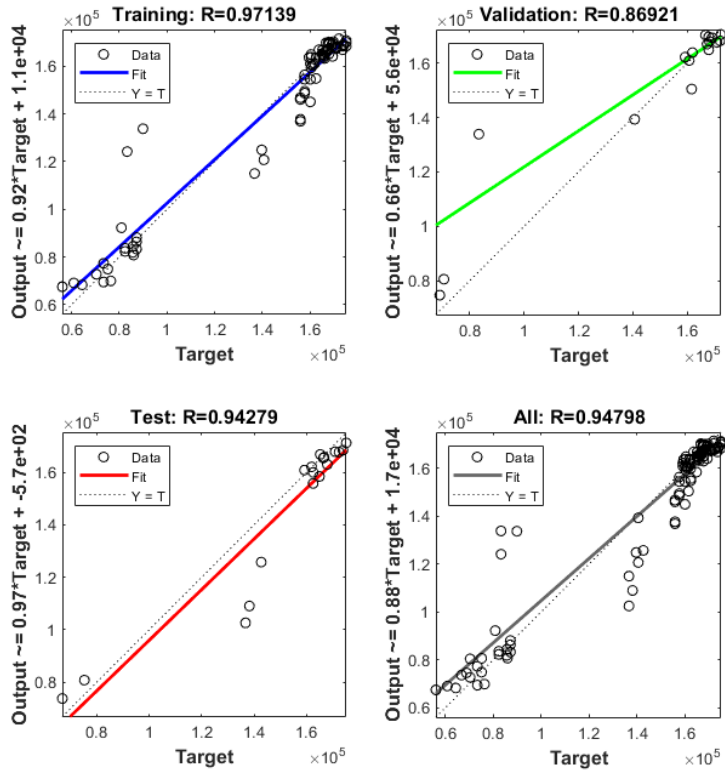 Training: R=0.97139
×10^5
Data
Fit
Y = T
1.6
1.4
1.2
1
0.8
0.6
Output ~= 0.92*Target + 1.1e+04
0.6 0.8 1 1.2 1.4 1.6
Target
×10^5
Validation: R=0.86921
×10^5
Data
Fit
Y = T
1.6
1.4
1.2
1
0.8
Output ~= 0.66*Target + 5.6e+04
0.8 1 1.2 1.4 1.6
Target
×10^5
Test: R=0.94279
×10^5
Data
Fit
Y = T
1.6
1.4
1.2
1
0.8
Output ~= 0.97*Target + -5.7e+02
0.8 1 1.2 1.4 1.6
Target
×10^5
All: R=0.94798
×10^5
Data
Fit
Y = T
1.6
1.4
1.2
1
0.8
0.6
Output ~= 0.88*Target + 1.7e+04
0.6 0.8 1 1.2 1.4 1.6
Target
×10^5